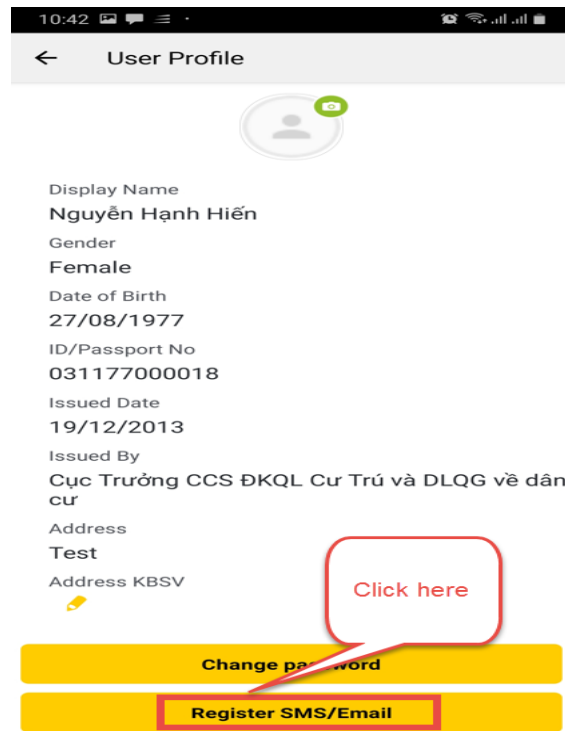 10:42
User Profile
Display Name
Nguyễn Hạnh Hiến
Gender
Female
Date of Birth
27/08/1977
ID/Passport No
031177000018
Issued Date
19/12/2013
Issued By
Cục Trưởng CCS ĐKQL Cư Trú và DLQG về dân
cư
Address
Test
Address KBSV
Click here
Change password
Register SMS/Email